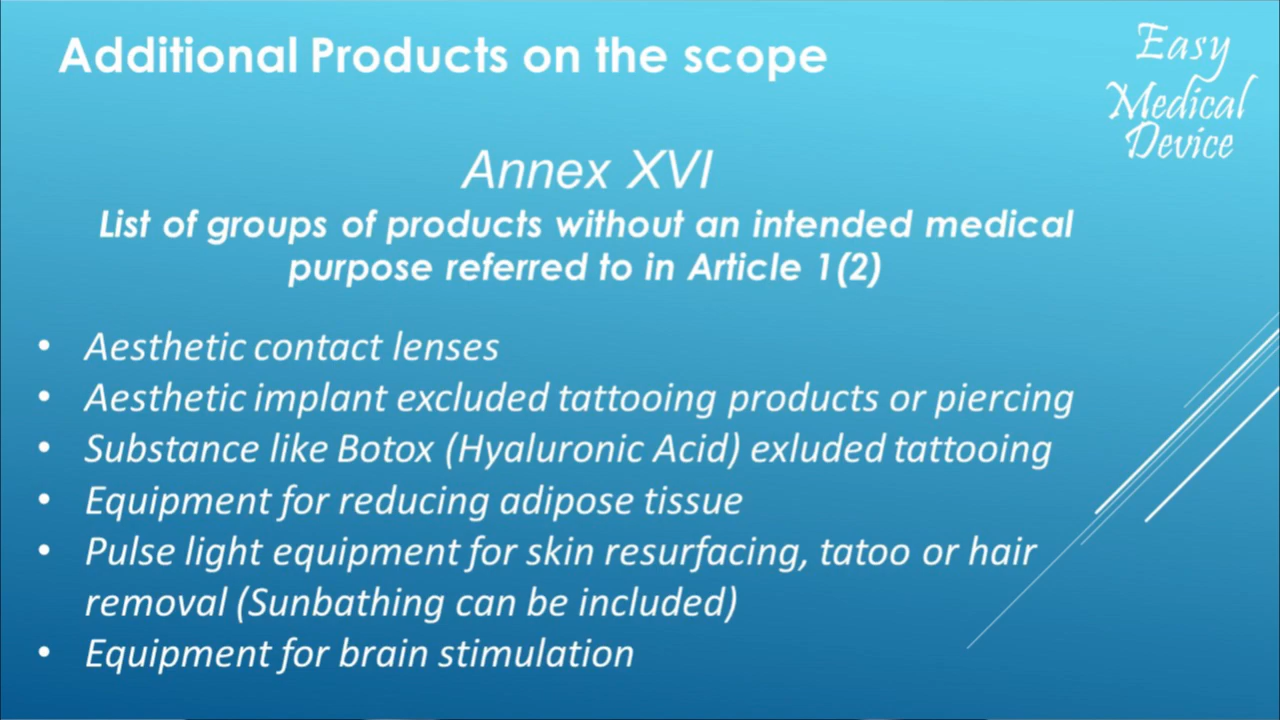 Additional Products on the scope
Easy
Medical
Device
Annex XVI
List of groups of products without an intended medical
purpose referred to in Article 1(2)
• Aesthetic contact lenses
• Aesthetic implant excluded tattooing products or piercing
• Substance like Botox (Hyaluronic Acid) exluded tattooing
• Equipment for reducing adipose tissue
• Pulse light equipment for skin resurfacing, tatoo or hair
removal (Sunbathing can be included)
• Equipment for brain stimulation